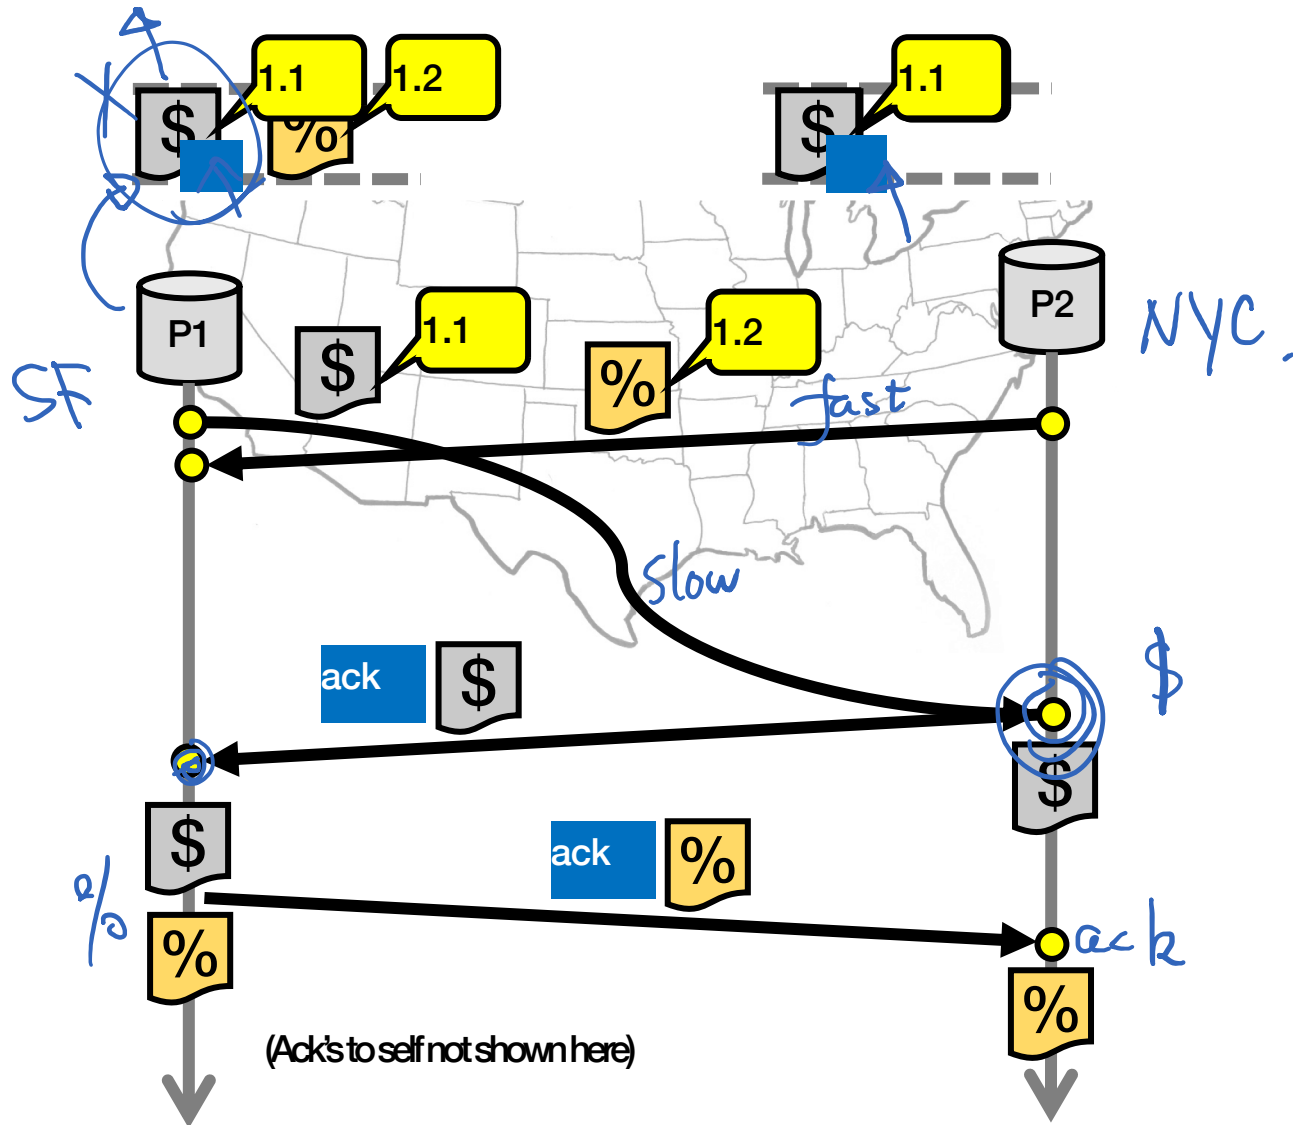 1.1
1.2
1.1
$
%
$
P1
P2
1.1
1.2
NYC.
$
%
SF
fast
slow
ack
$
$
$
$
ack
%
%
%
ack
%
(Ack's to self not shown here)